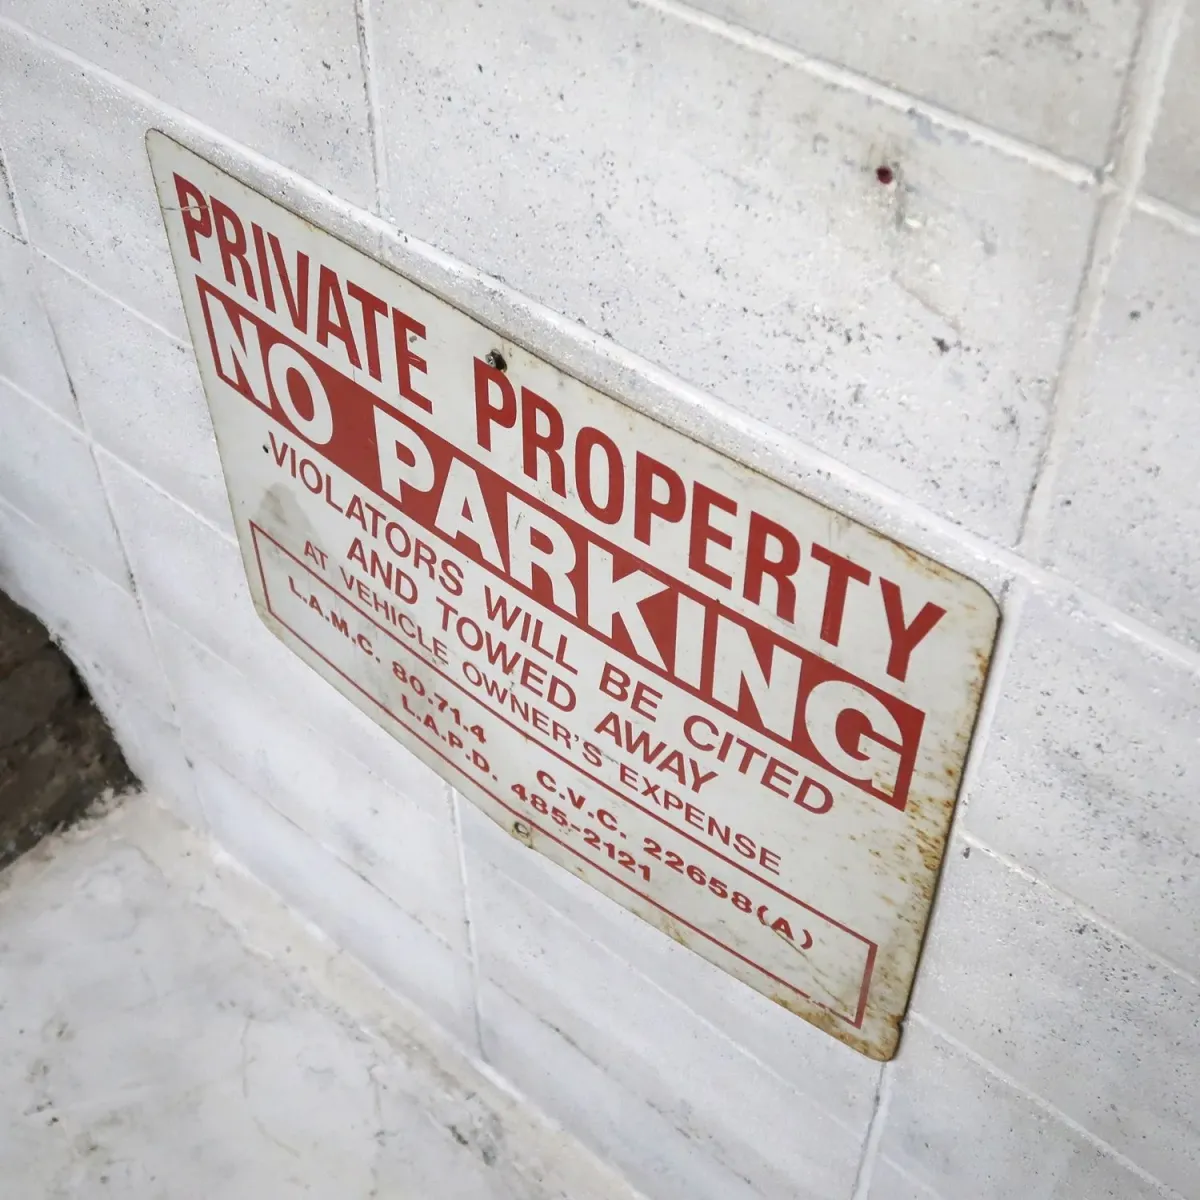 PRIVATE PROPERTY
NO PARKING
VIOLATORS WILL BE CITED
AND TOWED AWAY
AT VEHICLE OWNER'S EXPENSE
L.A.M.C. 80.71.4 C.V.C. 22658(A)
L.A.P.D. 485-2121